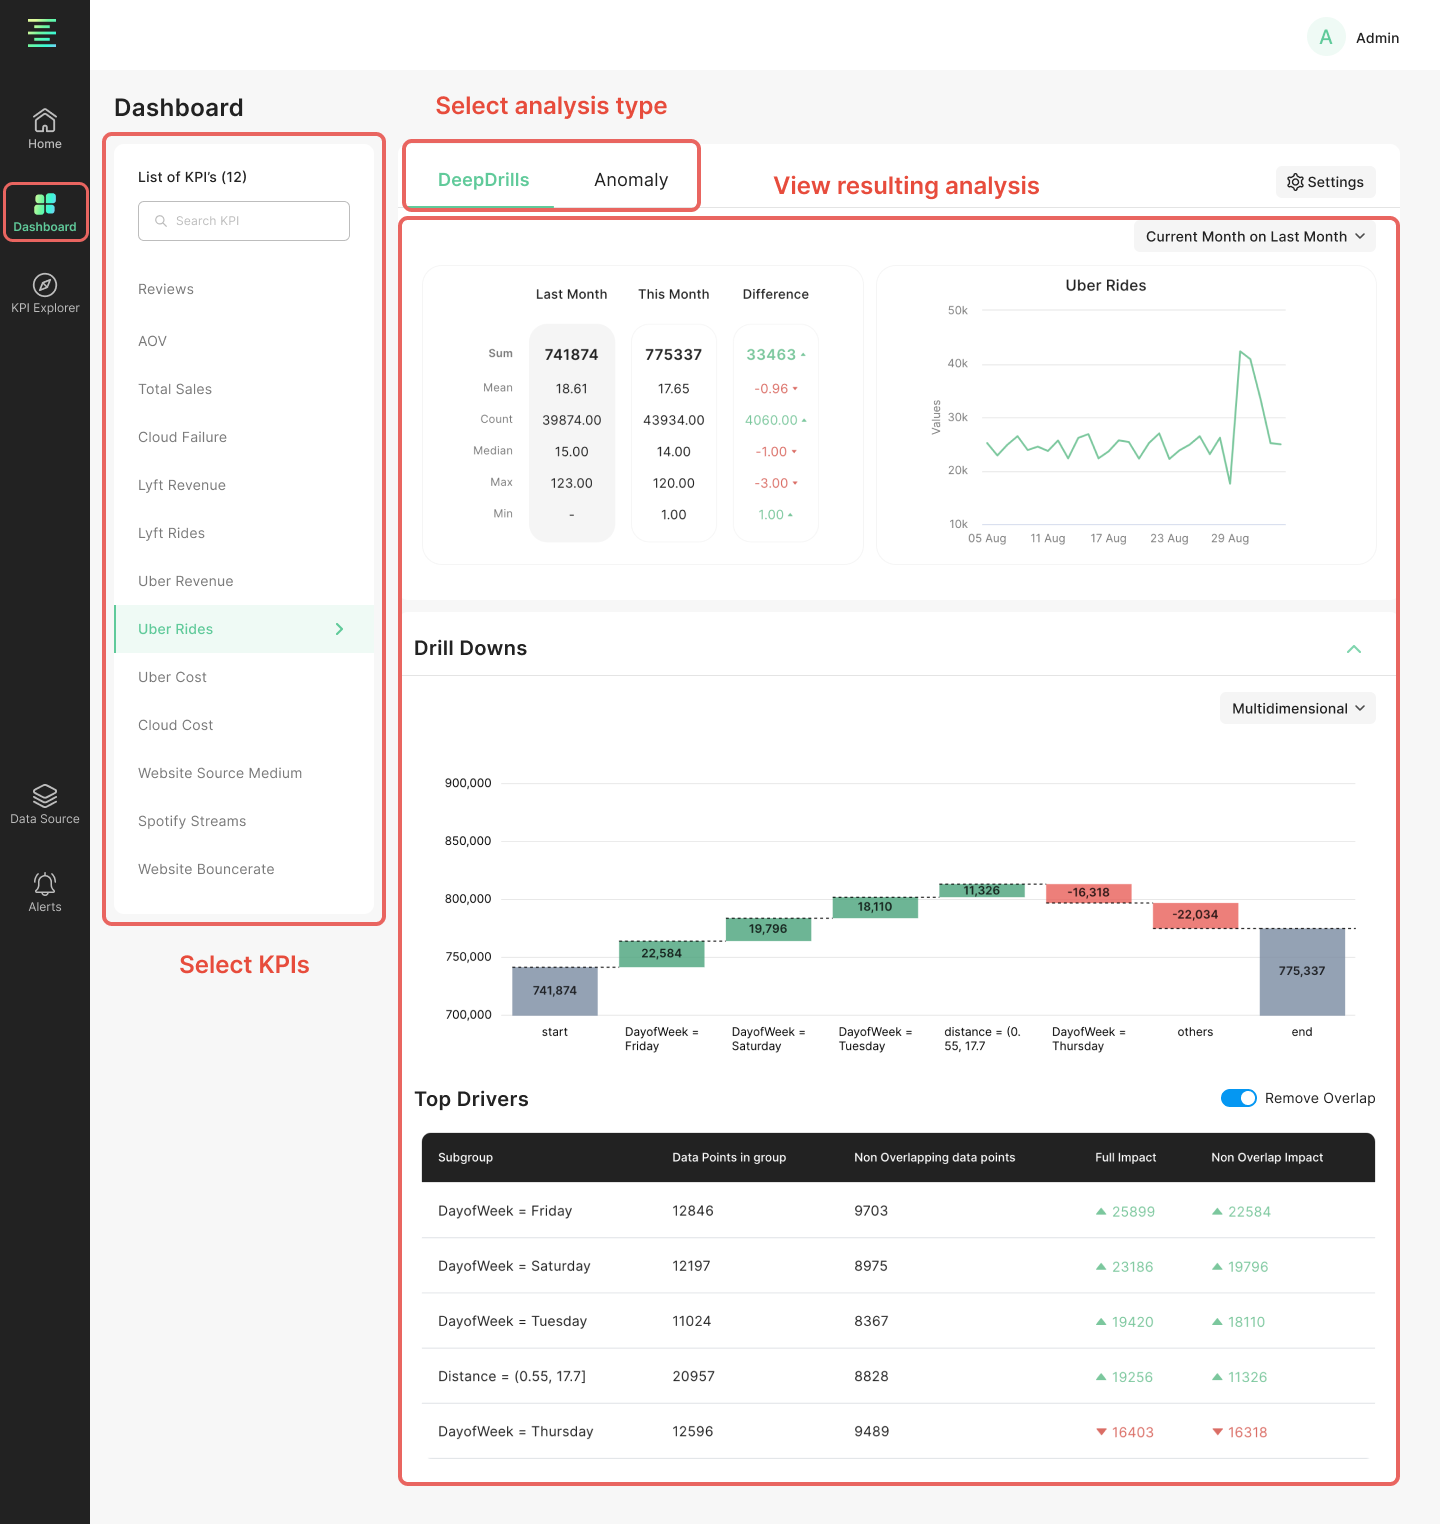 A Admin
Home
Dashboard
KPI Explorer
Data Source
Alerts
Dashboard
List of KPI's (12)
Search KPI
Reviews
AOV
Total Sales
Cloud Failure
Lyft Revenue
Lyft Rides
Uber Revenue
Uber Rides
Uber Cost
Cloud Cost
Website Source Medium
Spotify Streams
Website Bouncerate
Select KPIs
Select analysis type
DeepDrills Anomaly
View resulting analysis
Settings
Current Month on Last Month
Last Month This Month Difference
Sum 741874 775337 33463
Mean 18.61 17.65 -0.96
Count 39874.00 43934.00 4060.00
Median 15.00 14.00 -1.00
Max 123.00 120.00 -3.00
Min - 1.00 1.00
Uber Rides
Values
50k
40k
30k
20k
10k
05 Aug 11 Aug 17 Aug 23 Aug 29 Aug
Drill Downs
Multidimensional
900,000
850,000
800,000
750,000
700,000
741,874
22,584
19,796
18,110
11,326
-16,318
-22,034
775,337
start
DayofWeek =
Friday
DayofWeek =
Saturday
DayofWeek =
Tuesday
distance = (0.
55, 17.7
DayofWeek =
Thursday
others
end
Top Drivers
Remove Overlap
Subgroup Data Points in group Non Overlapping data points Full Impact Non Overlap Impact
DayofWeek = Friday 12846 9703 25899 22584
DayofWeek = Saturday 12197 8975 23186 19796
DayofWeek = Tuesday 11024 8367 19420 18110
Distance = (0.55, 17.7] 20957 8828 19256 11326
DayofWeek = Thursday 12596 9489 16403 16318